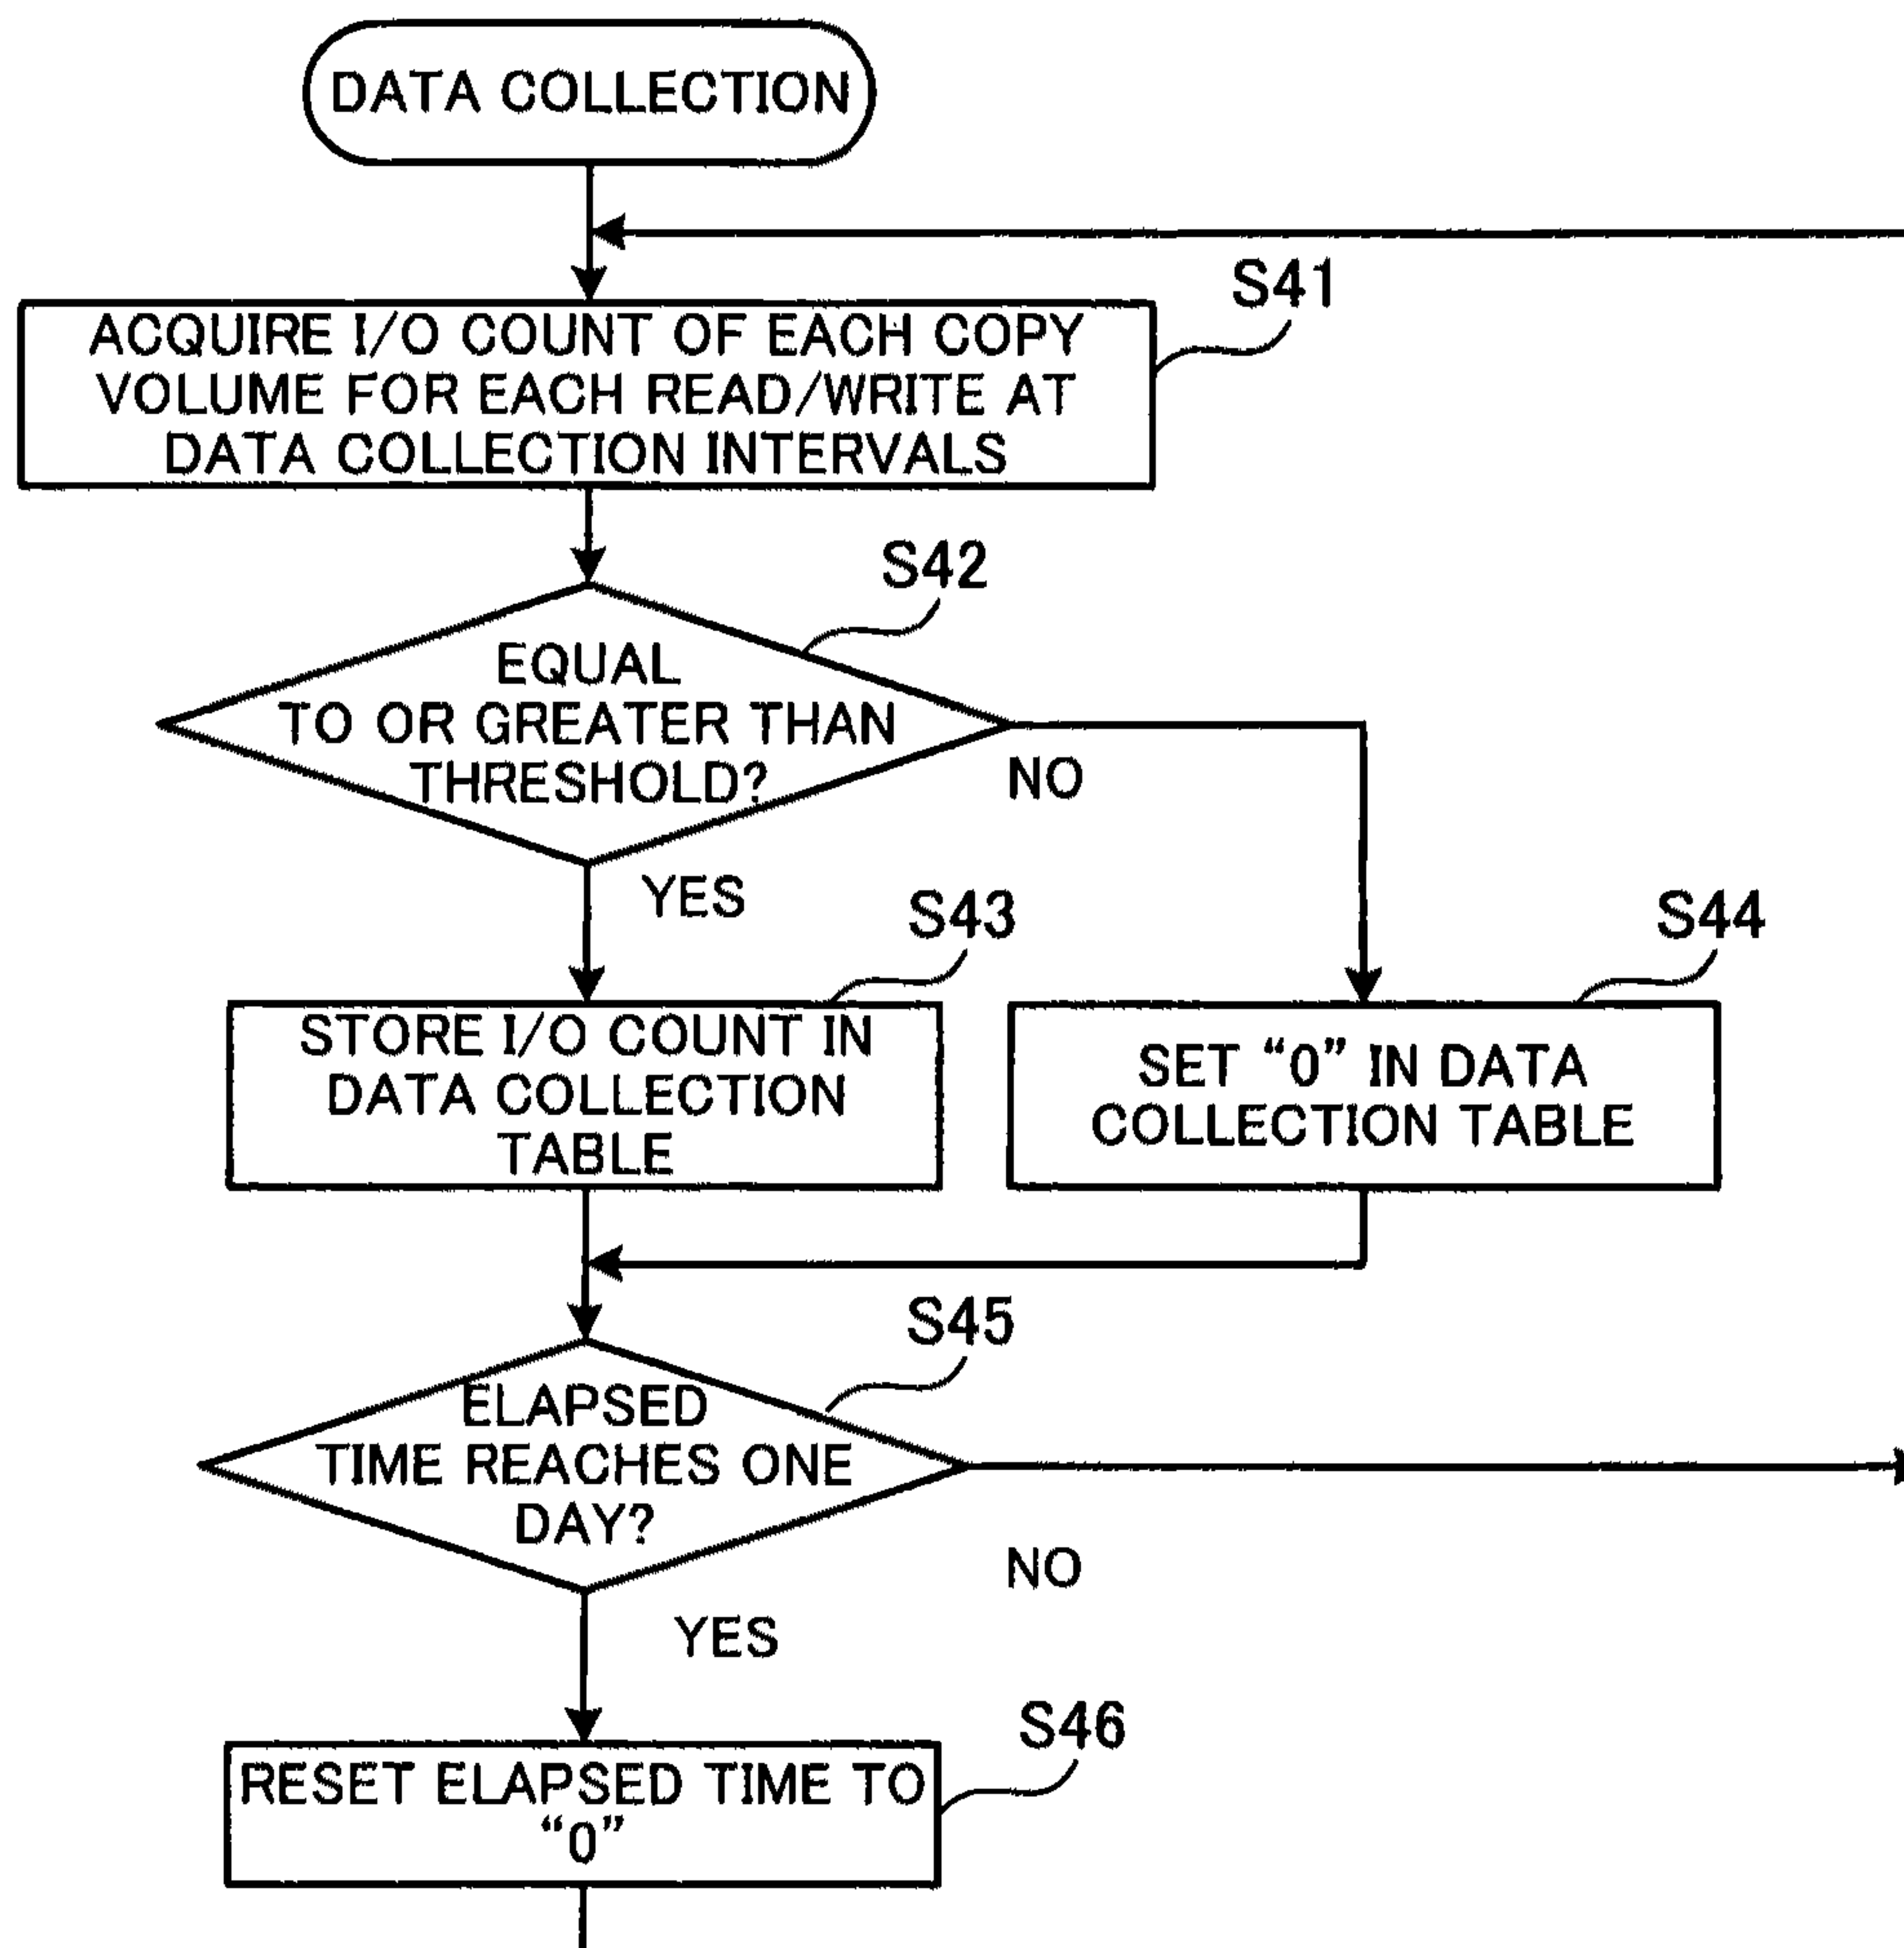 DATA COLLECTION
S41
ACQUIRE I/O COUNT OF EACH COPY
VOLUME FOR EACH READ/WRITE AT
DATA COLLECTION INTERVALS
S42
EQUAL
TO OR GREATER THAN
THRESHOLD?
NO
YES
S43
S44
STORE I/O COUNT IN
DATA COLLECTION
TABLE
SET “0” IN DATA
COLLECTION TABLE
S45
ELAPSED
TIME REACHES ONE
DAY?
NO
YES
S46
RESET ELAPSED TIME TO
“0”